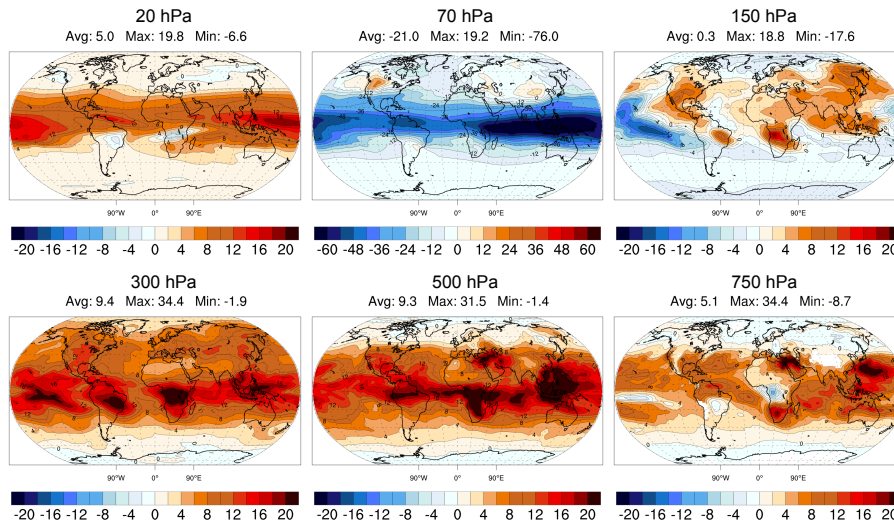 20 hPa 70 hPa 150 hPa
Avg: 5.0 Max: 19.8 Min: -6.6 Avg: -21.0 Max: 19.2 Min: -76.0 Avg: 0.3 Max: 18.8 Min: -17.6
90°W 0° 90°E 90°W 0° 90°E 90°W 0° 90°E
-20 -16 -12 -8 -4 0 4 8 12 16 20 -60 -48 -36 -24 -12 0 12 24 36 48 60 -20 -16 -12 -8 -4 0 4 8 12 16 20
300 hPa 500 hPa 750 hPa
Avg: 9.4 Max: 34.4 Min: -1.9 Avg: 9.3 Max: 31.5 Min: -1.4 Avg: 5.1 Max: 34.4 Min: -8.7
90°W 0° 90°E 90°W 0° 90°E 90°W 0° 90°E
-20 -16 -12 -8 -4 0 4 8 12 16 20 -20 -16 -12 -8 -4 0 4 8 12 16 20 -20 -16 -12 -8 -4 0 4 8 12 16 20